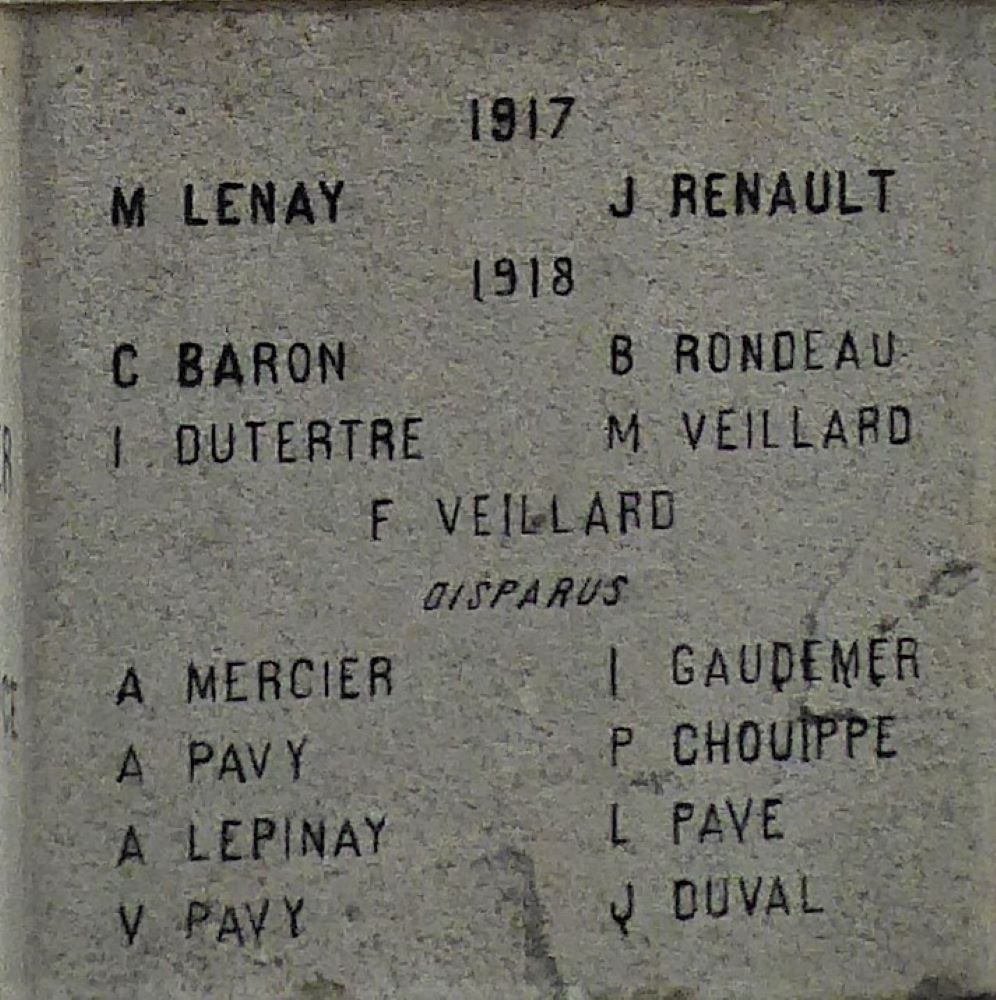 1917
M LENAY J RENAULT
1918
C BARON B RONDEAU
I DUTERTRE M VEILLARD
F VEILLARD
DISPARUS
A MERCIER I GAUDEMER
A PAVY P CHOUIPPE
A LEPINAY L PAVE
V PAVY J DUVAL